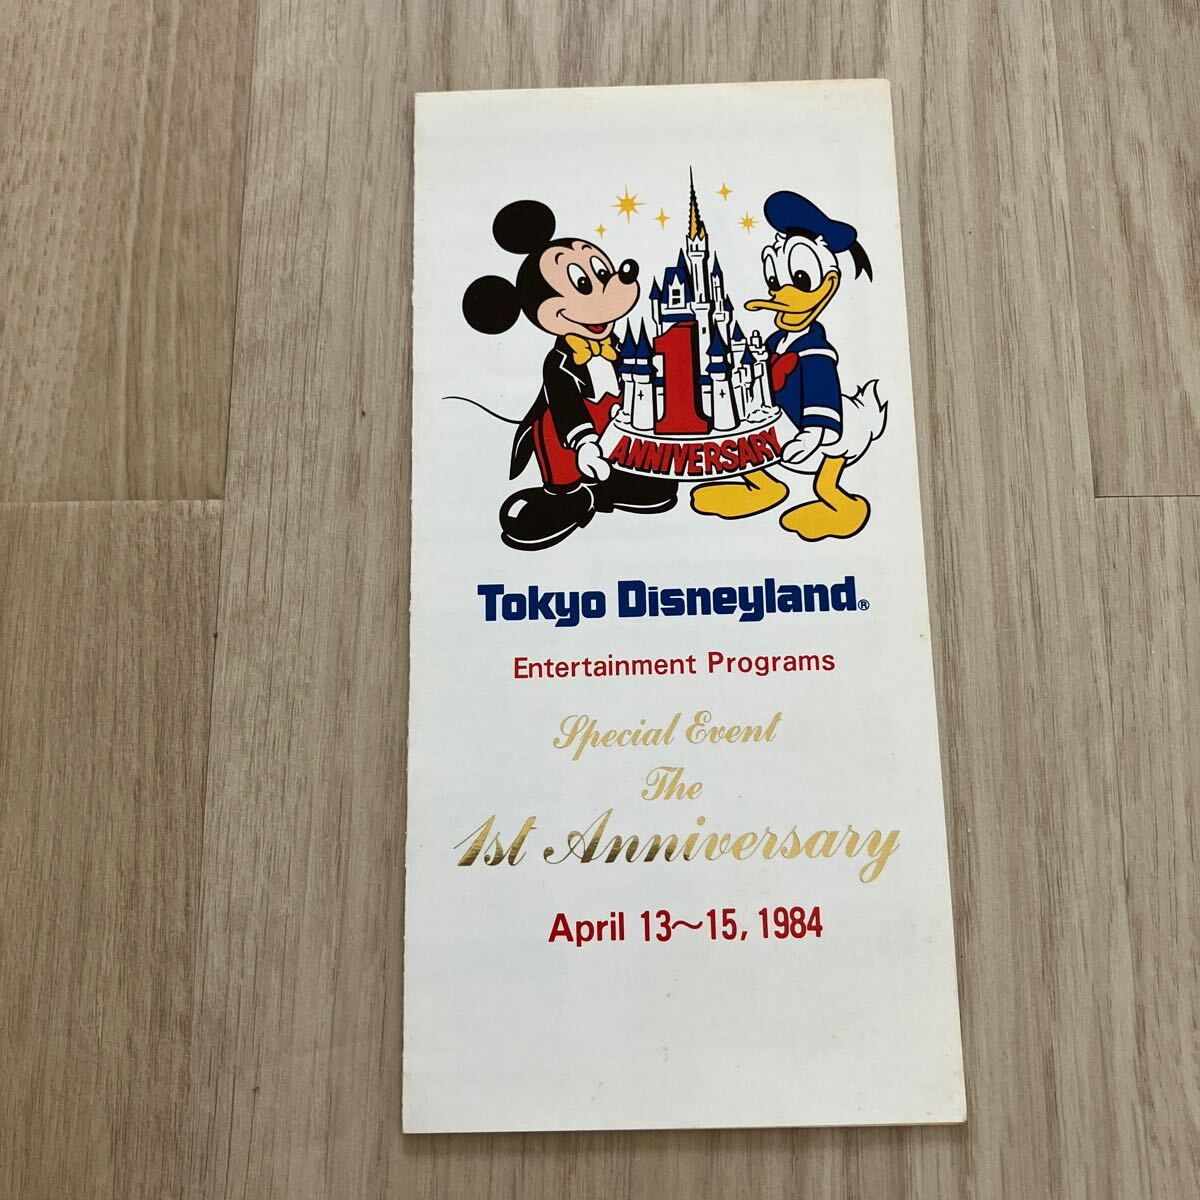 1
ANNIVERSARY
Tokyo Disneyland®
Entertainment Programs
Special Event
The
1st Anniversary
April 13～15, 1984